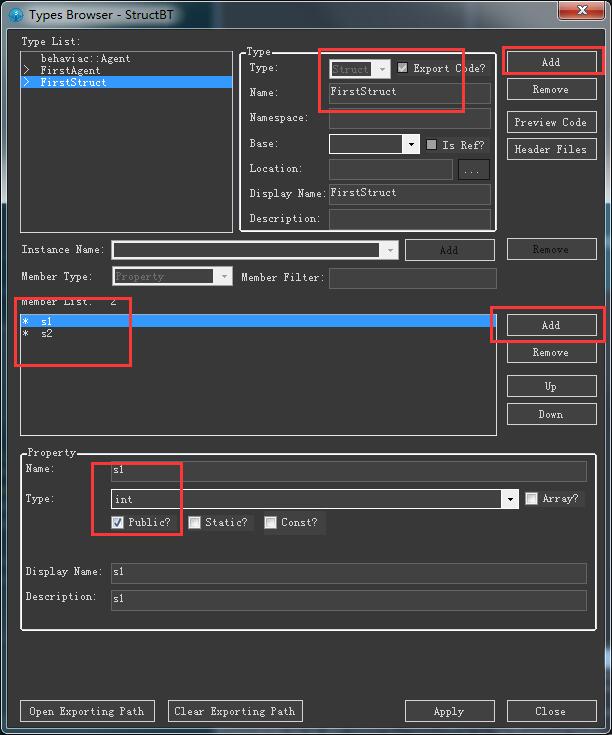 Types Browser - StructBT
Type List:
behaviac::Agent
> FirstAgent
> FirstStruct
Type
Type: Struct Export Code?
Name: FirstStruct
Namespace:
Base: Is Ref?
Location: ...
Display Name: FirstStruct
Description:
Add
Remove
Preview Code
Header Files
Instance Name: Add Remove
Member Type: Property Member Filter:
Member List: 2
* s1
* s2
Add
Remove
Up
Down
Property
Name: s1
Type: int Array?
Public? Static? Const?
Display Name: s1
Description: s1
Open Exporting Path Clear Exporting Path Apply Close